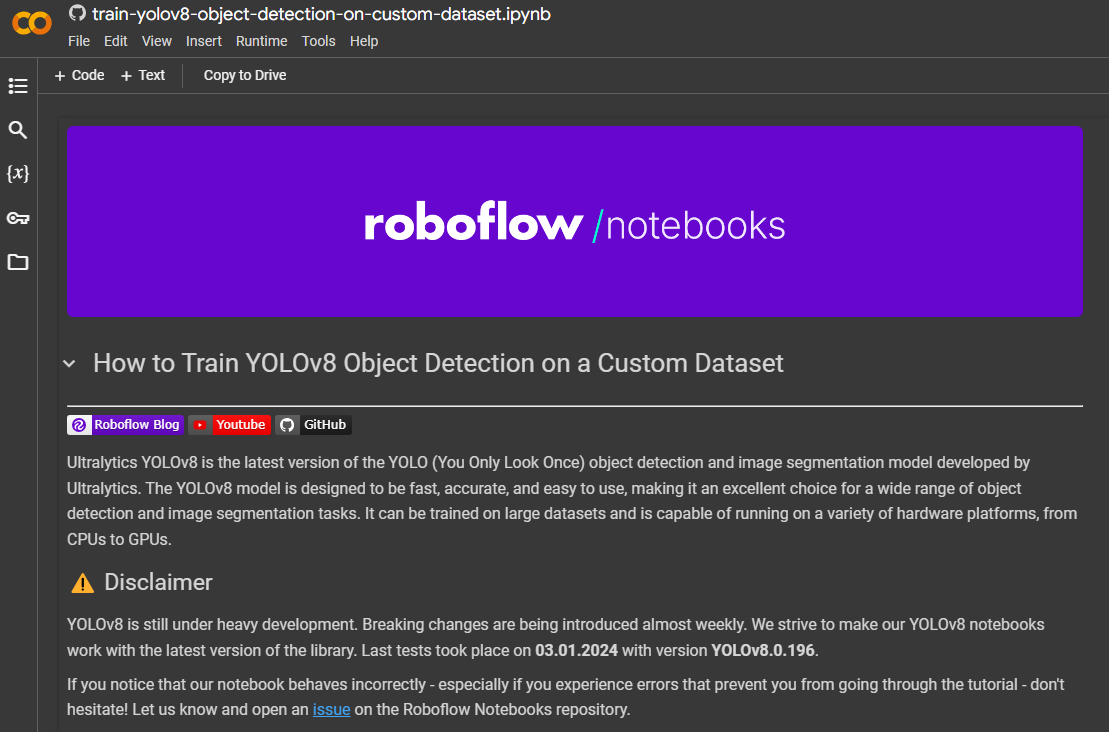 train-yolov8-object-detection-on-custom-dataset.ipynb
File Edit View Insert Runtime Tools Help
+ Code + Text Copy to Drive
{x}
roboflow /notebooks
How to Train YOLOv8 Object Detection on a Custom Dataset
Roboflow Blog Youtube GitHub
Ultralytics YOLOv8 is the latest version of the YOLO (You Only Look Once) object detection and image segmentation model developed by
Ultralytics. The YOLOv8 model is designed to be fast, accurate, and easy to use, making it an excellent choice for a wide range of object
detection and image segmentation tasks. It can be trained on large datasets and is capable of running on a variety of hardware platforms, from
CPUs to GPUs.
⚠️ Disclaimer
YOLOv8 is still under heavy development. Breaking changes are being introduced almost weekly. We strive to make our YOLOv8 notebooks
work with the latest version of the library. Last tests took place on 03.01.2024 with version YOLOv8.0.196.
If you notice that our notebook behaves incorrectly - especially if you experience errors that prevent you from going through the tutorial - don't
hesitate! Let us know and open an issue on the Roboflow Notebooks repository.